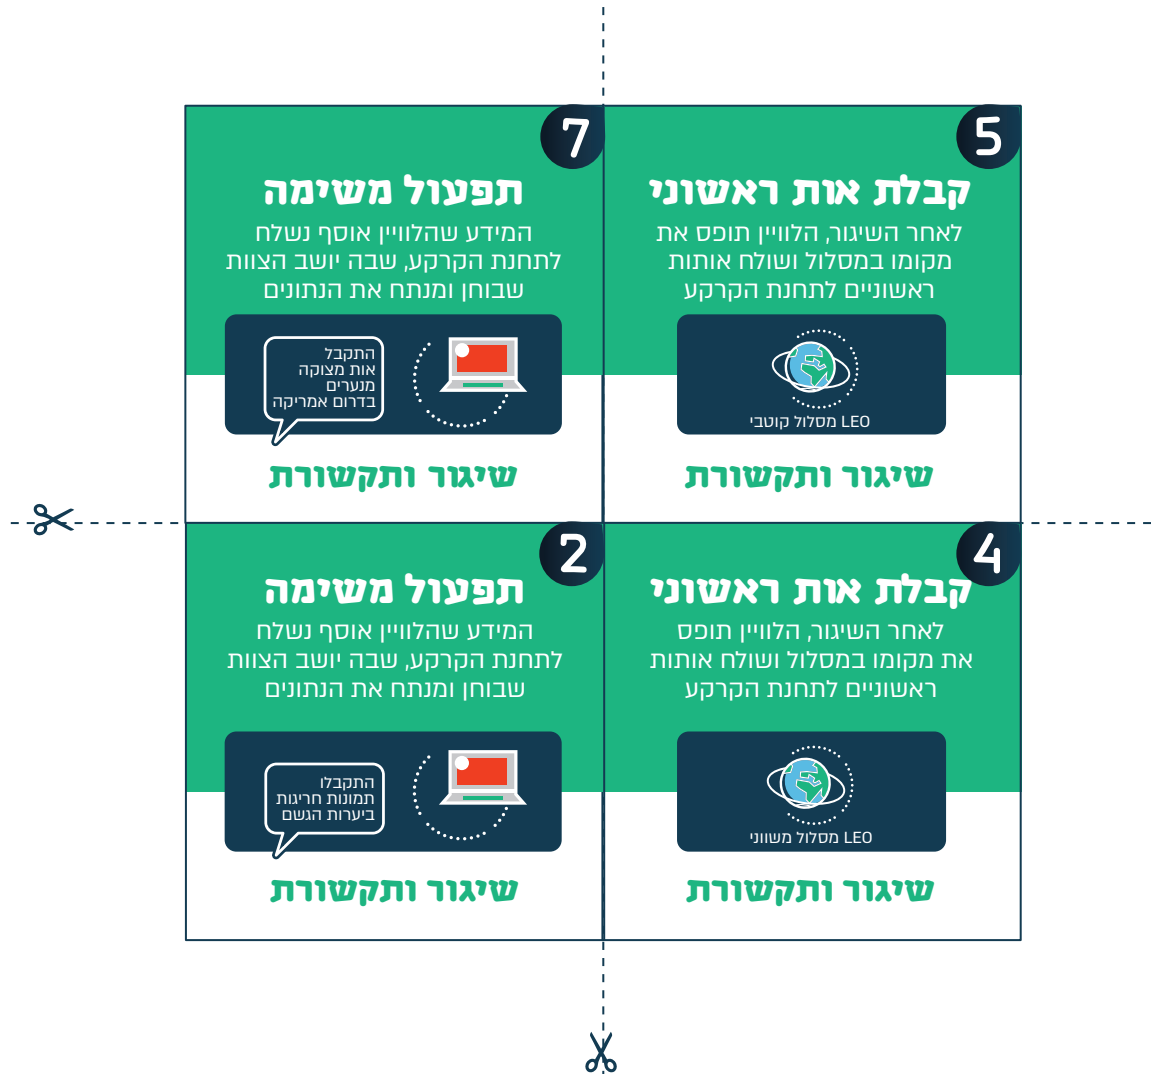 5
קבלת אות ראשוני
לאחר השיגור, הלוויין תופס את
מקומו במסלול ושולח אותות
ראשוניים לתחנת הקרקע
LEO מסלול קוטבי
שיגור ותקשורת
7
תפעול משימה
המידע שהלוויין אוסף נשלח
לתחנת הקרקע, שבה יושב הצוות
שבוחן ומנתח את הנתונים
התקבל
אות מצוקה
מנערים
בדרום אמריקה
שיגור ותקשורת
4
קבלת אות ראשוני
לאחר השיגור, הלוויין תופס
את מקומו במסלול ושולח אותות
ראשוניים לתחנת הקרקע
LEO מסלול משווני
שיגור ותקשורת
2
תפעול משימה
המידע שהלוויין אוסף נשלח
לתחנת הקרקע, שבה יושב הצוות
שבוחן ומנתח את הנתונים
התקבלו
תמונות חריגות
ביערות הגשם
שיגור ותקשורת